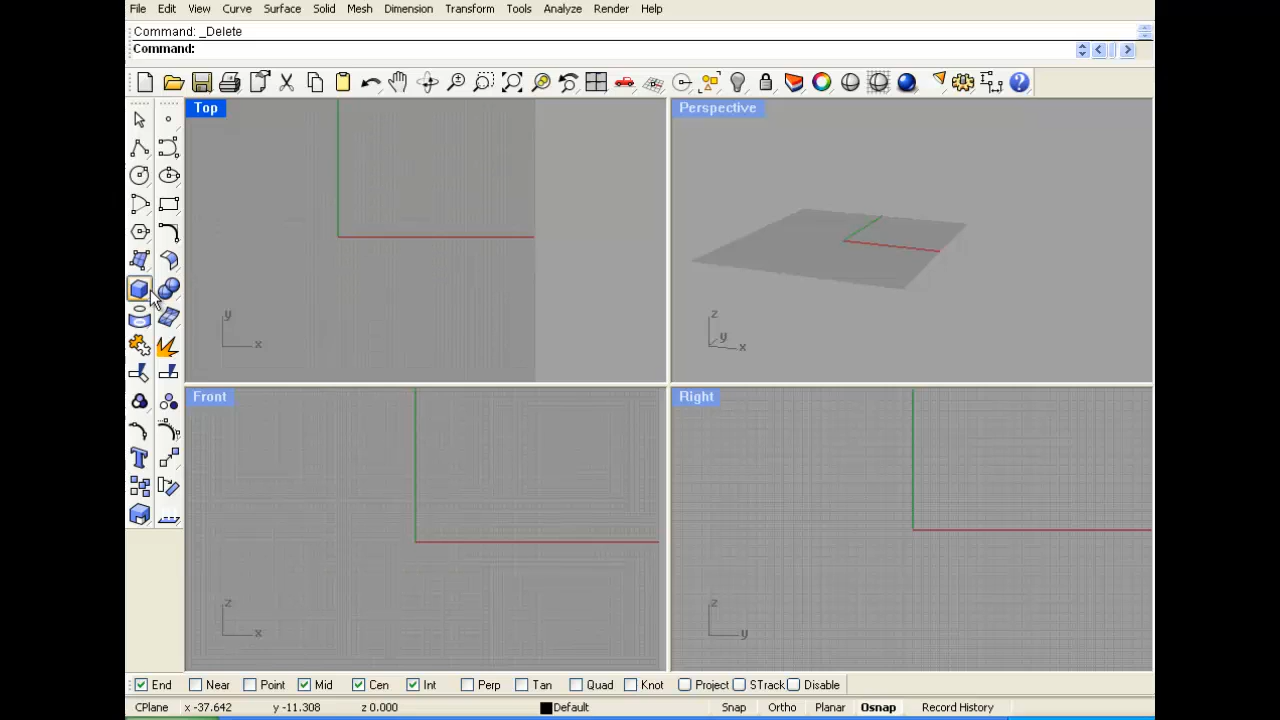 File Edit View Curve Surface Solid Mesh Dimension Transform Tools Analyze Render Help
Command: _Delete
Command:
Top
Perspective
y
x
z
y
x
Front
Right
z
x
z
y
End Near Point Mid Cen Int Perp Tan Quad Knot Project STrack Disable
CPlane x -37.642 y -11.308 z 0.000 Default Snap Ortho Planar Osnap Record History